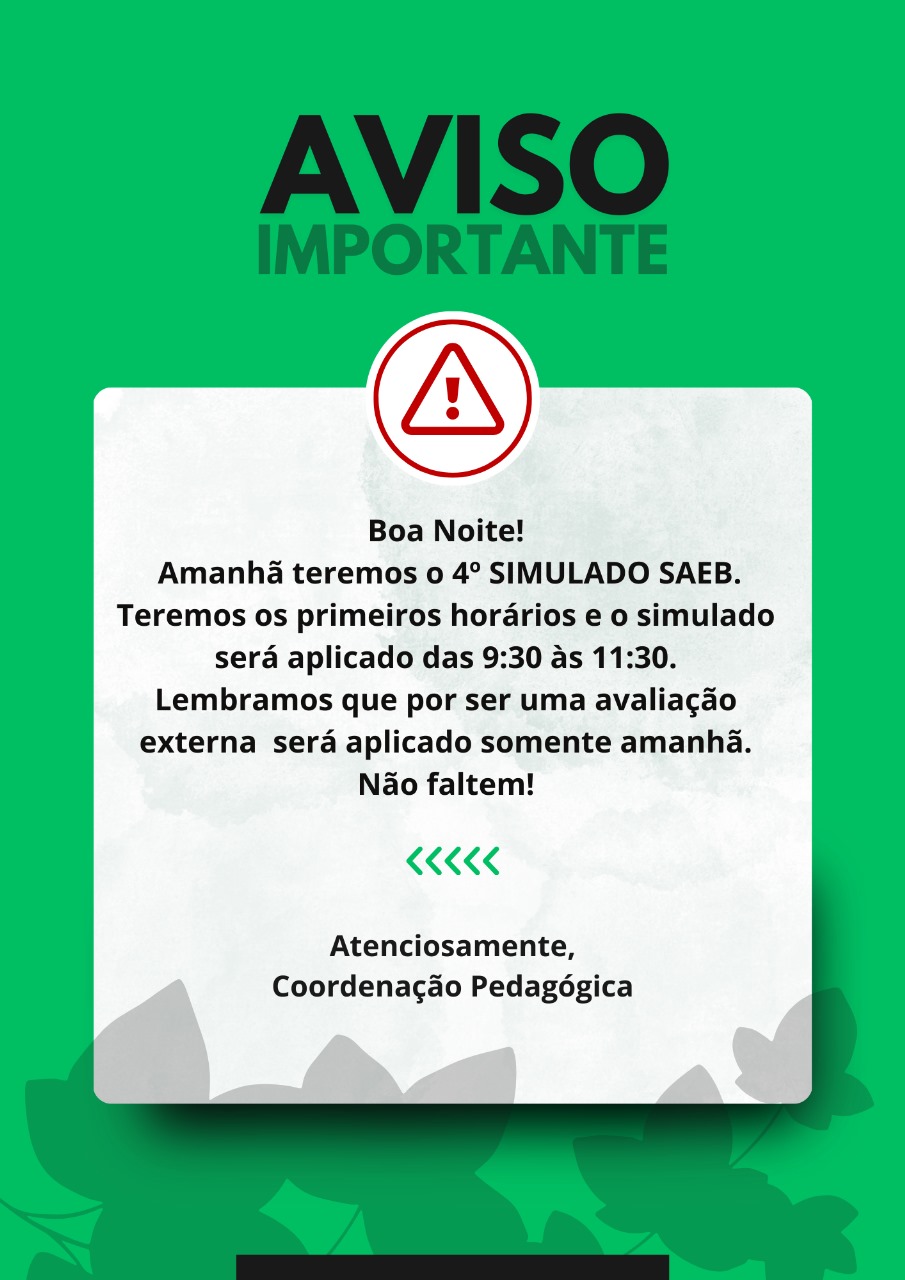 AVISO
IMPORTANTE
Boa Noite!
Amanhã teremos o 4º SIMULADO SAEB.
Teremos os primeiros horários e o simulado
será aplicado das 9:30 às 11:30.
Lembramos que por ser uma avaliação
externa  será aplicado somente amanhã.
Não faltem!
Atenciosamente,
Coordenação Pedagógica